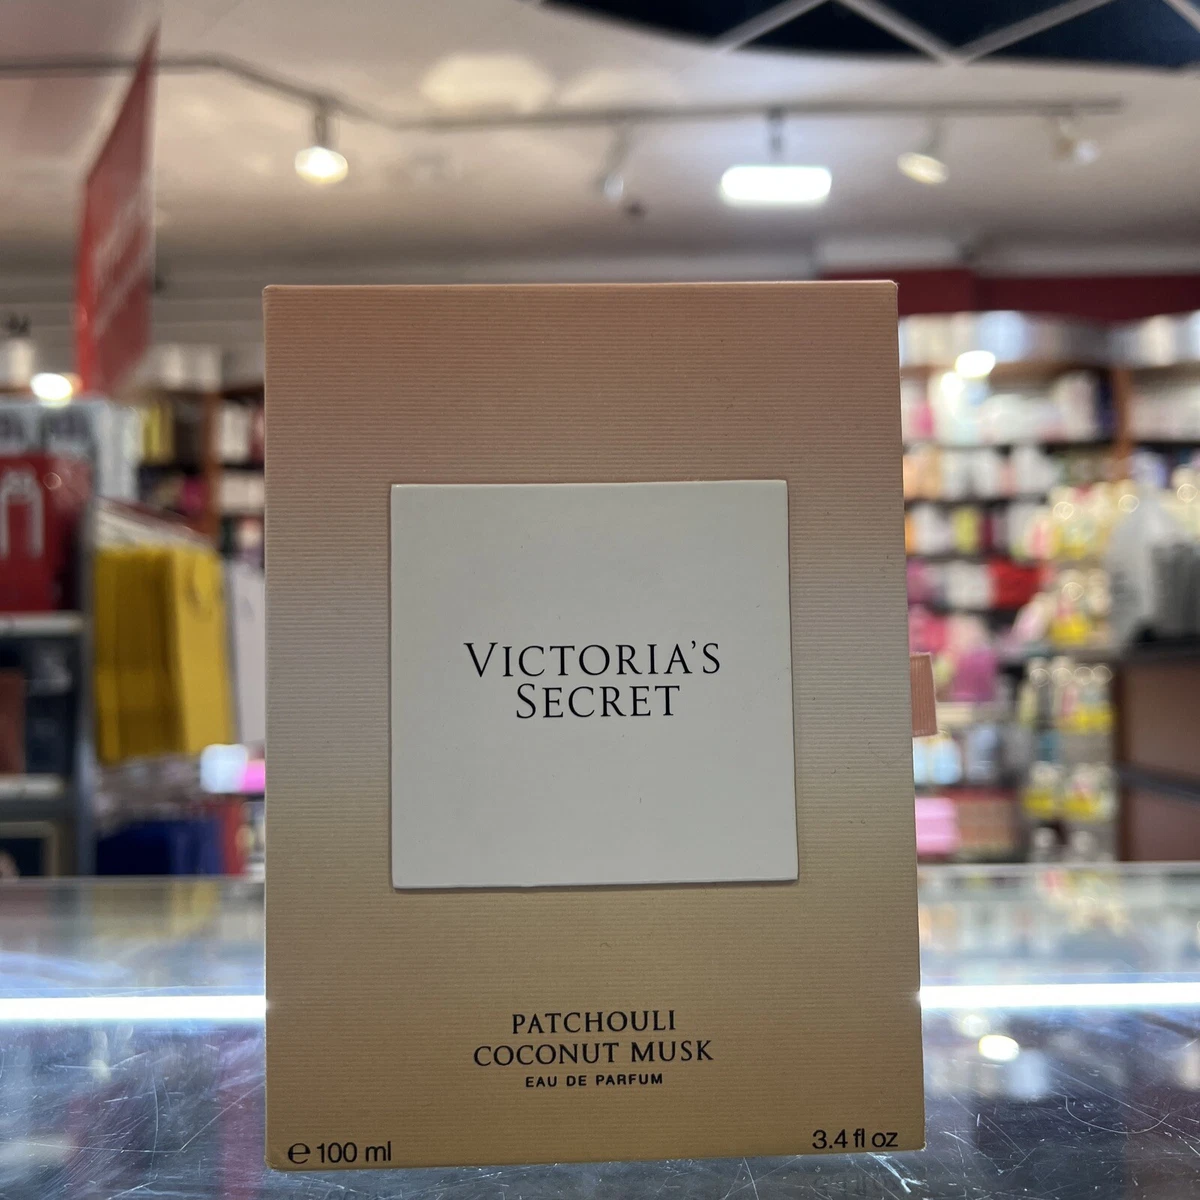 VICTORIA'S
SECRET
PATCHOULI
COCONUT MUSK
EAU DE PARFUM
℮ 100 ml
3.4 fl oz